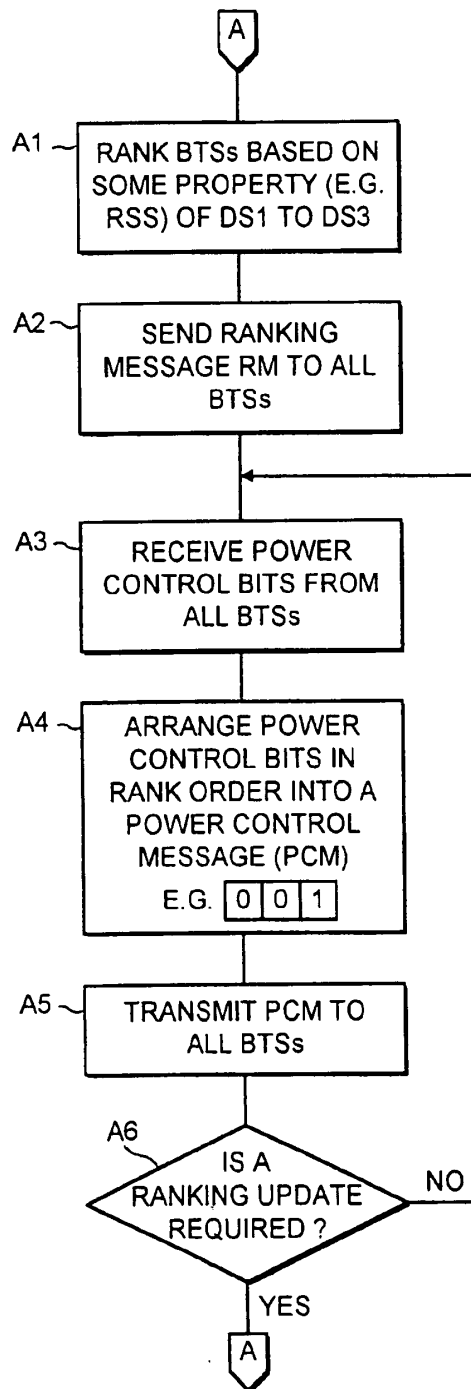 A
A1
RANK BTSs BASED ON
SOME PROPERTY (E.G.
RSS) OF DS1 TO DS3
A2
SEND RANKING
MESSAGE RM TO ALL
BTSs
A3
RECEIVE POWER
CONTROL BITS FROM
ALL BTSs
A4
ARRANGE POWER
CONTROL BITS IN
RANK ORDER INTO A
POWER CONTROL
MESSAGE (PCM)
E.G. 0 0 1
A5
TRANSMIT PCM TO
ALL BTSs
A6
IS A
RANKING UPDATE
REQUIRED ?
NO
YES
A